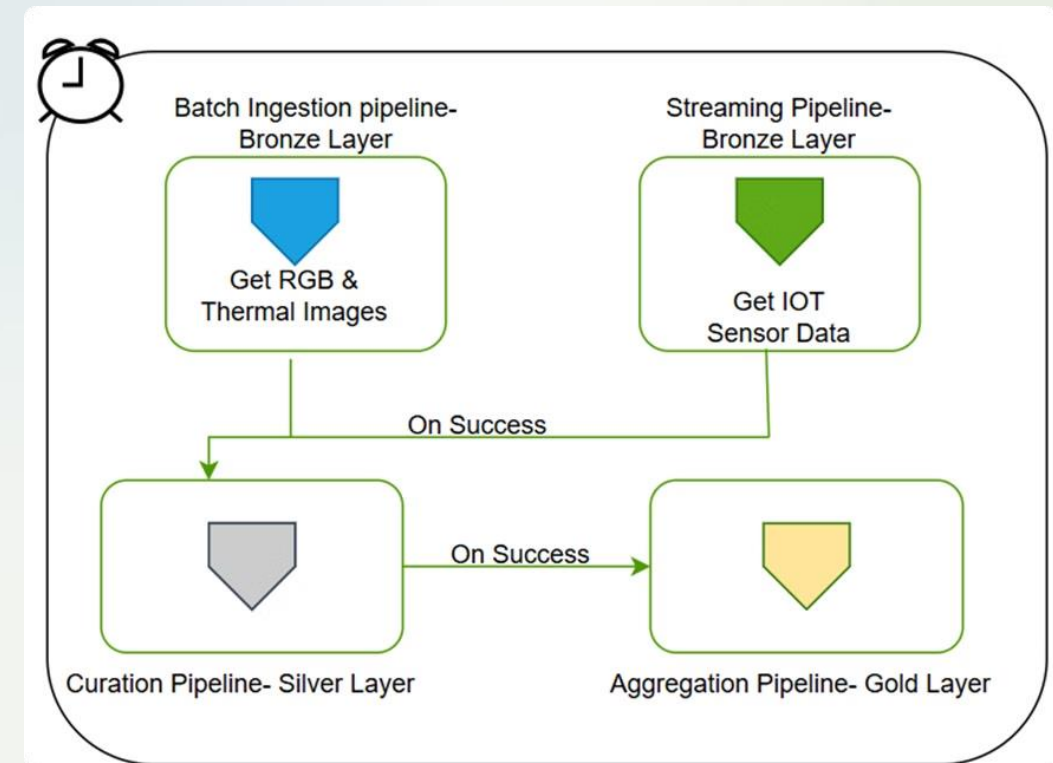 Batch Ingestion pipeline-
Bronze Layer
Streaming Pipeline-
Bronze Layer
Get RGB &
Thermal Images
Get IOT
Sensor Data
On Success
On Success
Curation Pipeline- Silver Layer
Aggregation Pipeline- Gold Layer